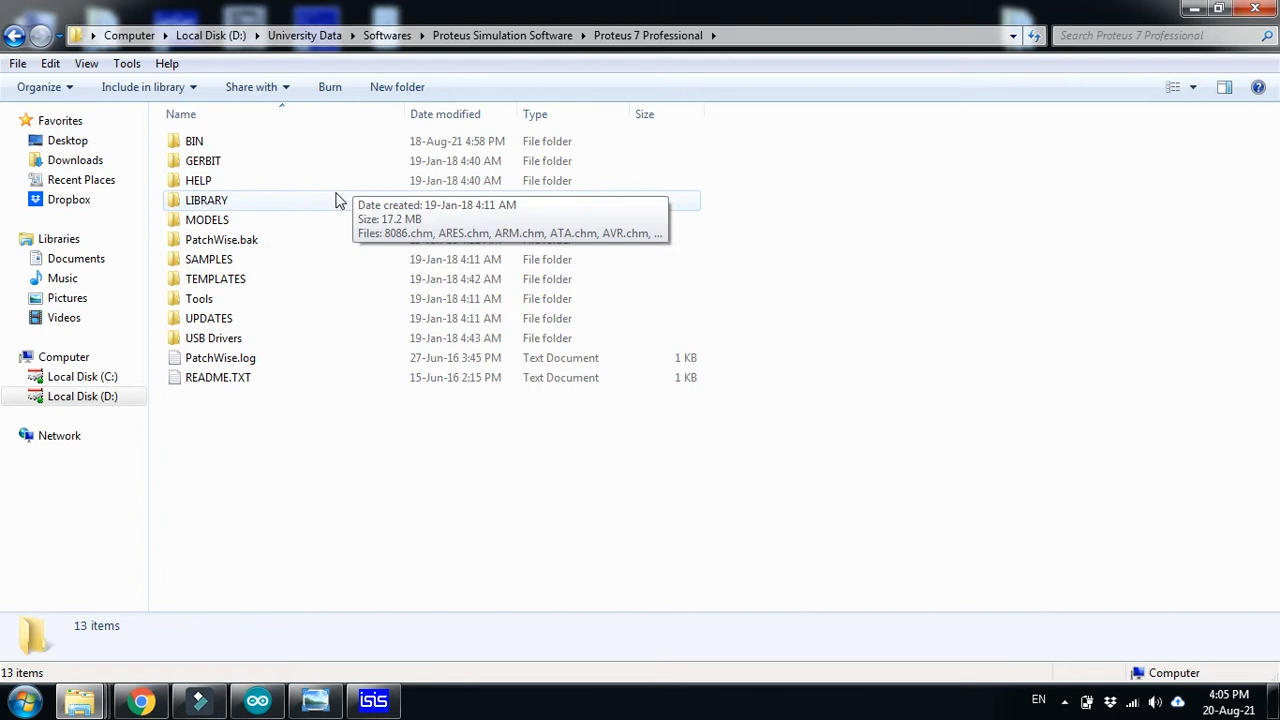 Computer Local Disk (D:) University Data Softwares Proteus Simulation Software Proteus 7 Professional Search Proteus 7 Professional
File Edit View Tools Help
Organize Include in library Share with Burn New folder
Name Date modified Type Size
Favorites
Desktop
Downloads
Recent Places
Dropbox
Libraries
Documents
Music
Pictures
Videos
Computer
Local Disk (C:)
Local Disk (D:)
Network
BIN 18-Aug-21 4:58 PM File folder
GERBIT 19-Jan-18 4:40 AM File folder
HELP 19-Jan-18 4:40 AM File folder
LIBRARY
MODELS
PatchWise.bak
Date created: 19-Jan-18 4:11 AM
Size: 17.2 MB
Files: 8086.chm, ARES.chm, ARM.chm, ATA.chm, AVR.chm, ...
SAMPLES 19-Jan-18 4:11 AM File folder
TEMPLATES 19-Jan-18 4:42 AM File folder
Tools 19-Jan-18 4:11 AM File folder
UPDATES 19-Jan-18 4:11 AM File folder
USB Drivers 19-Jan-18 4:43 AM File folder
PatchWise.log 27-Jun-16 3:45 PM Text Document 1 KB
README.TXT 15-Jun-16 2:15 PM Text Document 1 KB
13 items
13 items Computer
isis EN 4:05 PM
20-Aug-21